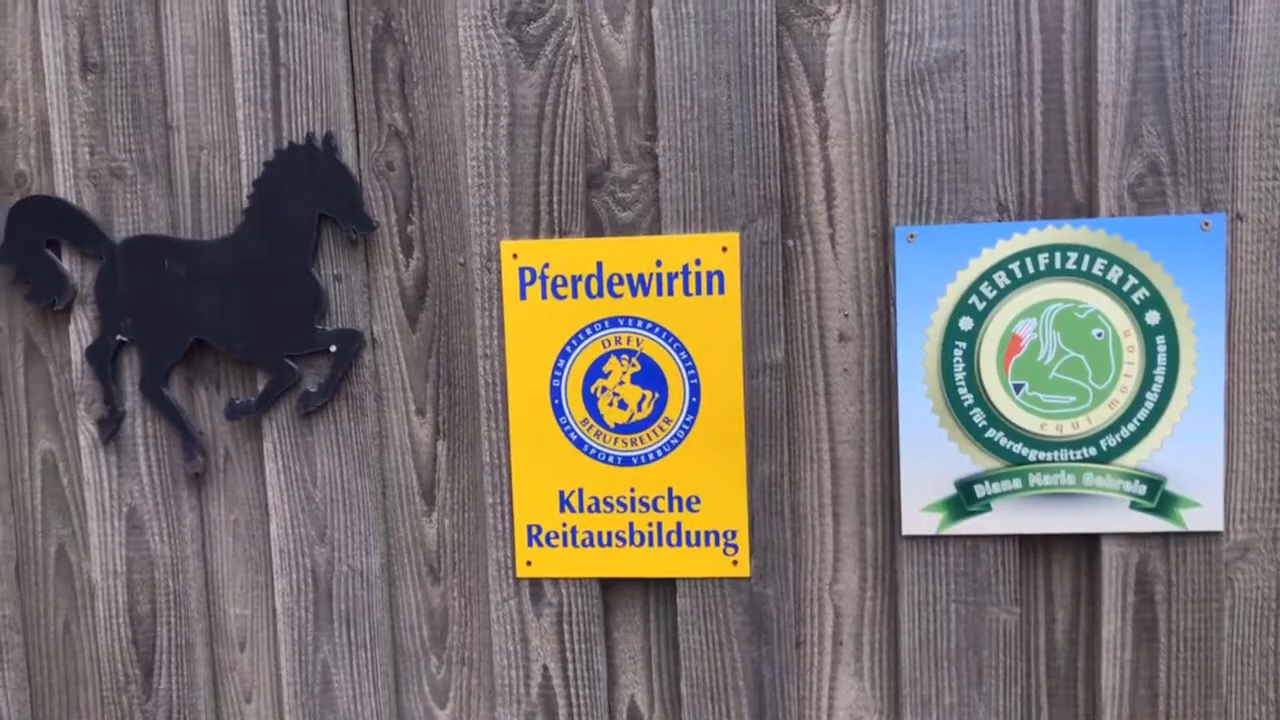 Pferdewirtin
DEM PFERDE VERPFLICHTET
DRFV
BERUFSREITER
DEM SPORT VERBUNDEN
Klassische
Reitausbildung
ZERTIFIZIERTE
equi motion
Fachkraft für pferdegestützte Fördermaßnahmen
Diana Maria Gehreis